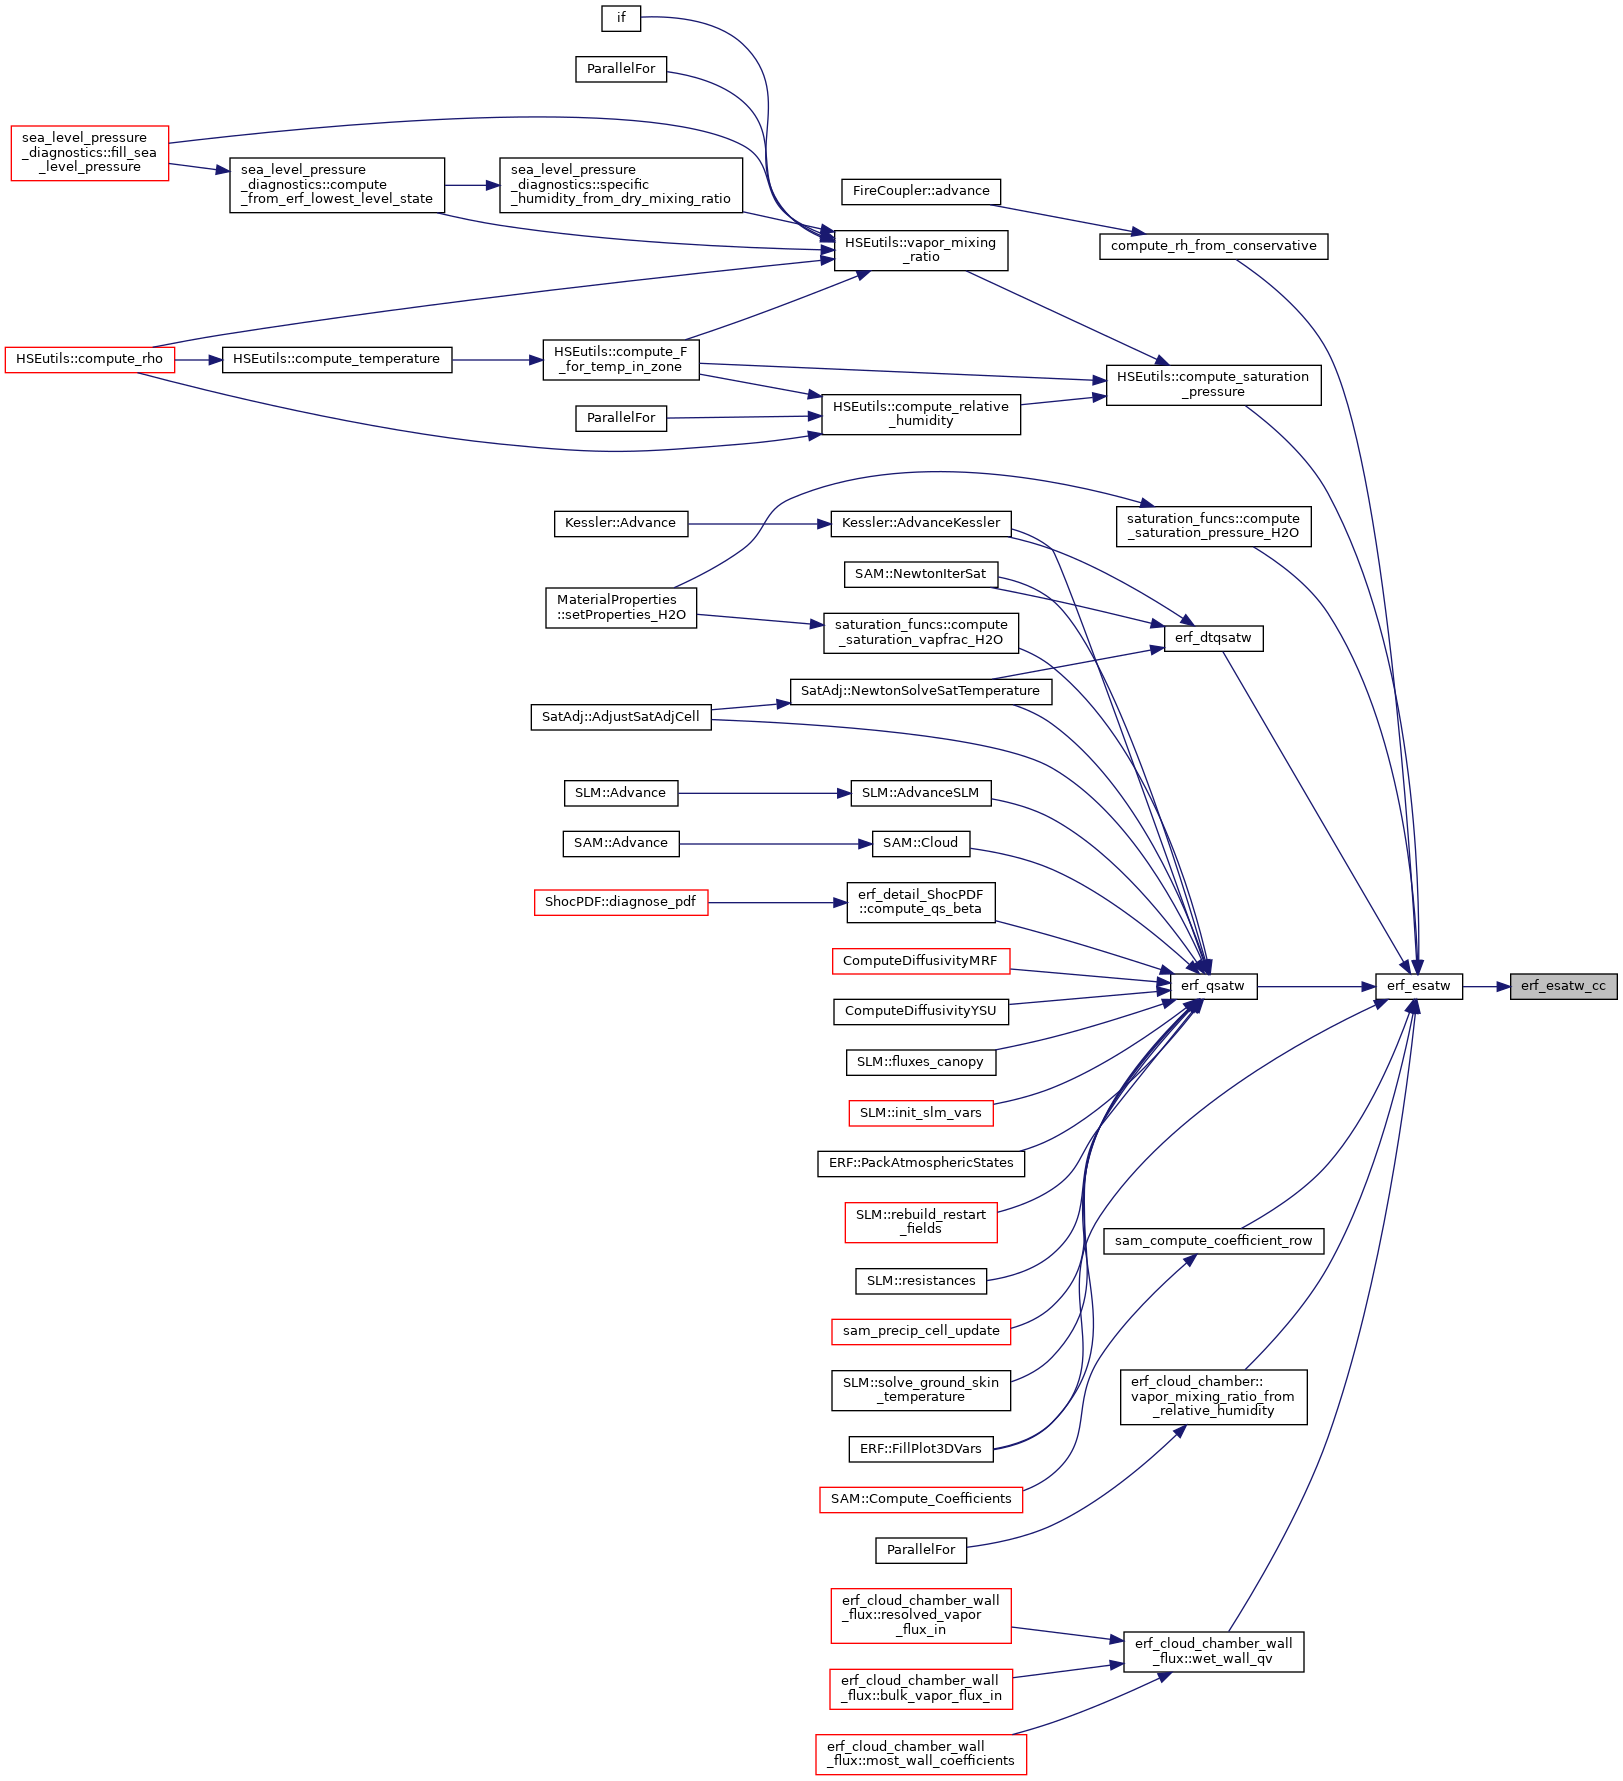 if
ParallelFor
sea_level_pressure
_diagnostics::fill_sea
_level_pressure
sea_level_pressure
_diagnostics::compute
_from_erf_lowest_level_state
sea_level_pressure
_diagnostics::specific
_humidity_from_dry_mixing_ratio
FireCoupler::advance
HSEutils::vapor_mixing
_ratio
compute_rh_from_conservative
HSEutils::compute_rho
HSEutils::compute_temperature
HSEutils::compute_F
_for_temp_in_zone
HSEutils::compute_saturation
_pressure
ParallelFor
HSEutils::compute_relative
_humidity
Kessler::Advance
Kessler::AdvanceKessler
saturation_funcs::compute
_saturation_pressure_H2O
SAM::NewtonIterSat
MaterialProperties
::setProperties_H2O
saturation_funcs::compute
_saturation_vapfrac_H2O
erf_dtqsatw
SatAdj::NewtonSolveSatTemperature
SatAdj::AdjustSatAdjCell
SLM::Advance
SLM::AdvanceSLM
SAM::Advance
SAM::Cloud
ShocPDF::diagnose_pdf
erf_detail_ShocPDF
::compute_qs_beta
ComputeDiffusivityMRF
erf_qsatw
erf_esatw
erf_esatw_cc
ComputeDiffusivityYSU
SLM::fluxes_canopy
SLM::init_slm_vars
ERF::PackAtmosphericStates
SLM::rebuild_restart
_fields
sam_compute_coefficient_row
SLM::resistances
sam_precip_cell_update
SLM::solve_ground_skin
_temperature
erf_cloud_chamber::
vapor_mixing_ratio_from
_relative_humidity
ERF::FillPlot3DVars
SAM::Compute_Coefficients
ParallelFor
erf_cloud_chamber_wall
_flux::resolved_vapor
_flux_in
erf_cloud_chamber_wall
_flux::wet_wall_qv
erf_cloud_chamber_wall
_flux::bulk_vapor_flux_in
erf_cloud_chamber_wall
_flux::most_wall_coefficients